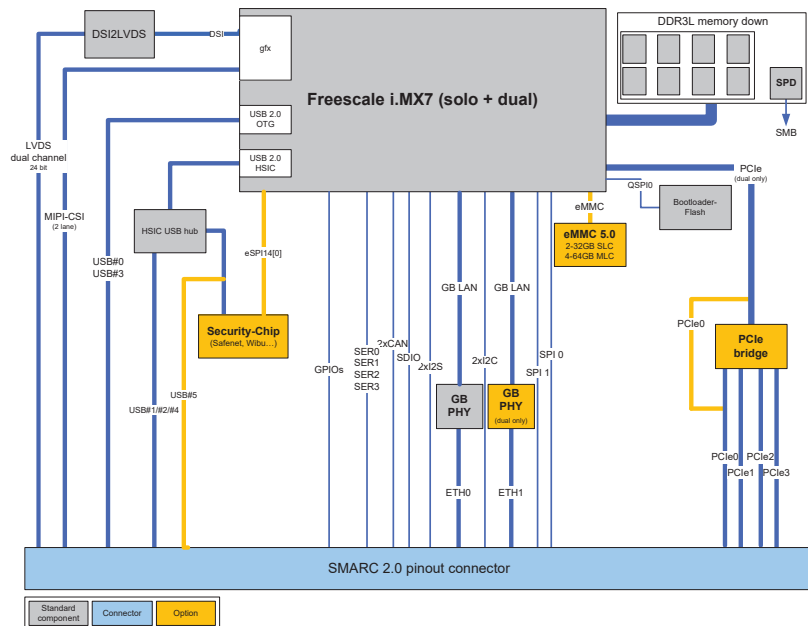 DSI2LVDS
DSI
gfx
Freescale i.MX7 (solo + dual)
DDR3L memory down
SPD
SMB
USB 2.0
OTG
USB 2.0
HSIC
LVDS
dual channel
24 bit
MIPI-CSI
(2 lane)
USB#0
USB#3
HSIC USB hub
eSPI14[0]
eMMC
eMMC 5.0
2-32GB SLC
4-64GB MLC
QSPI0
Bootloader-
Flash
PCIe
(dual only)
Security-Chip
(Safenet, Wibu…)
USB#1/#2/#4
USB#5
GPIOs
SER0
SER1
SER2
SER3
2xCAN
SDIO
2xI2S
GB LAN
2xI2C
GB LAN
SPI 1
SPI 0
GB
PHY
GB
PHY
(dual only)
ETH0
ETH1
PCIe0
PCIe
bridge
PCIe0
PCIe1
PCIe2
PCIe3
SMARC 2.0 pinout connector
Standard
component
Connector
Option